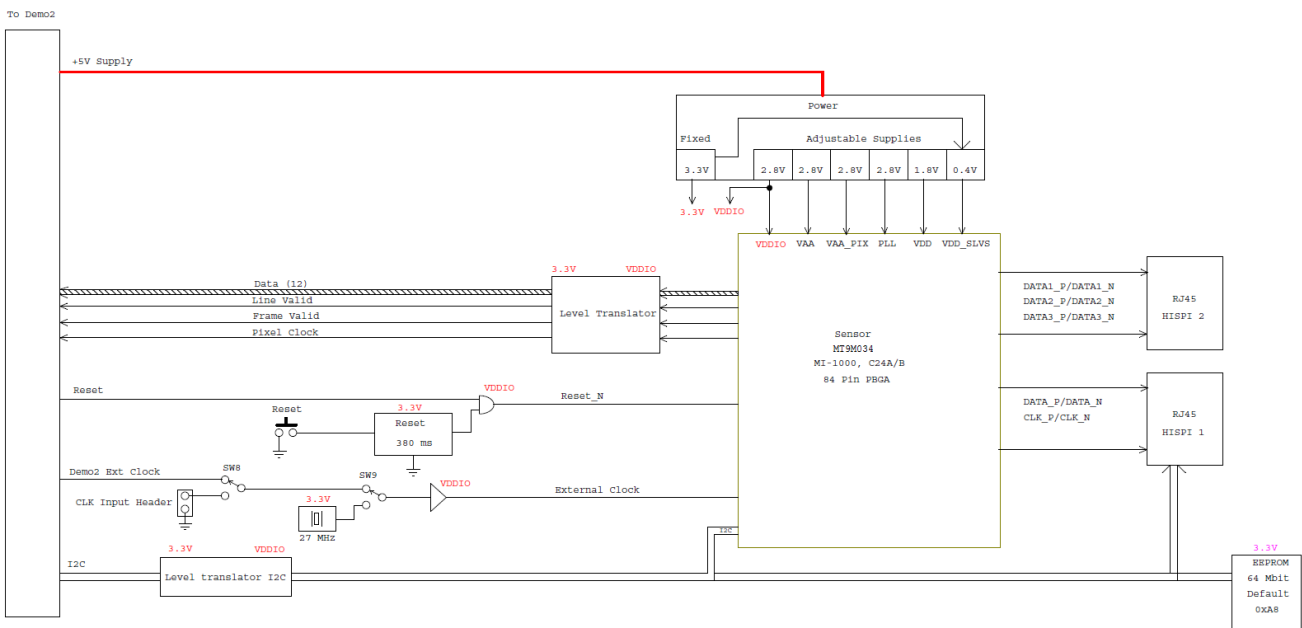 To Demo2
+5V Supply
Power
Fixed
Adjustable Supplies
3.3V
2.8V
2.8V
2.8V
2.8V
1.8V
0.4V
3.3V
VDDIO
VDDIO
VAA
VAA_PIX
PLL
VDD
VDD_SLVS
3.3V
VDDIO
Data (12)
Line Valid
Frame Valid
Pixel Clock
Level Translator
Sensor
MT9M034
MI-1000, C24A/B
84 Pin PBGA
DATA1_P/DATA1_N
DATA2_P/DATA2_N
DATA3_P/DATA3_N
RJ45
HISPI 2
DATA_P/DATA_N
CLK_P/CLK_N
RJ45
HISPI 1
Reset
VDDIO
Reset_N
Reset
3.3V
Reset
380 ms
Demo2 Ext Clock
SW8
SW9
CLK Input Header
3.3V
27 MHz
VDDIO
External Clock
I2C
I2C
3.3V
VDDIO
Level translator I2C
3.3V
EEPROM
64 Mbit
Default
0xA8